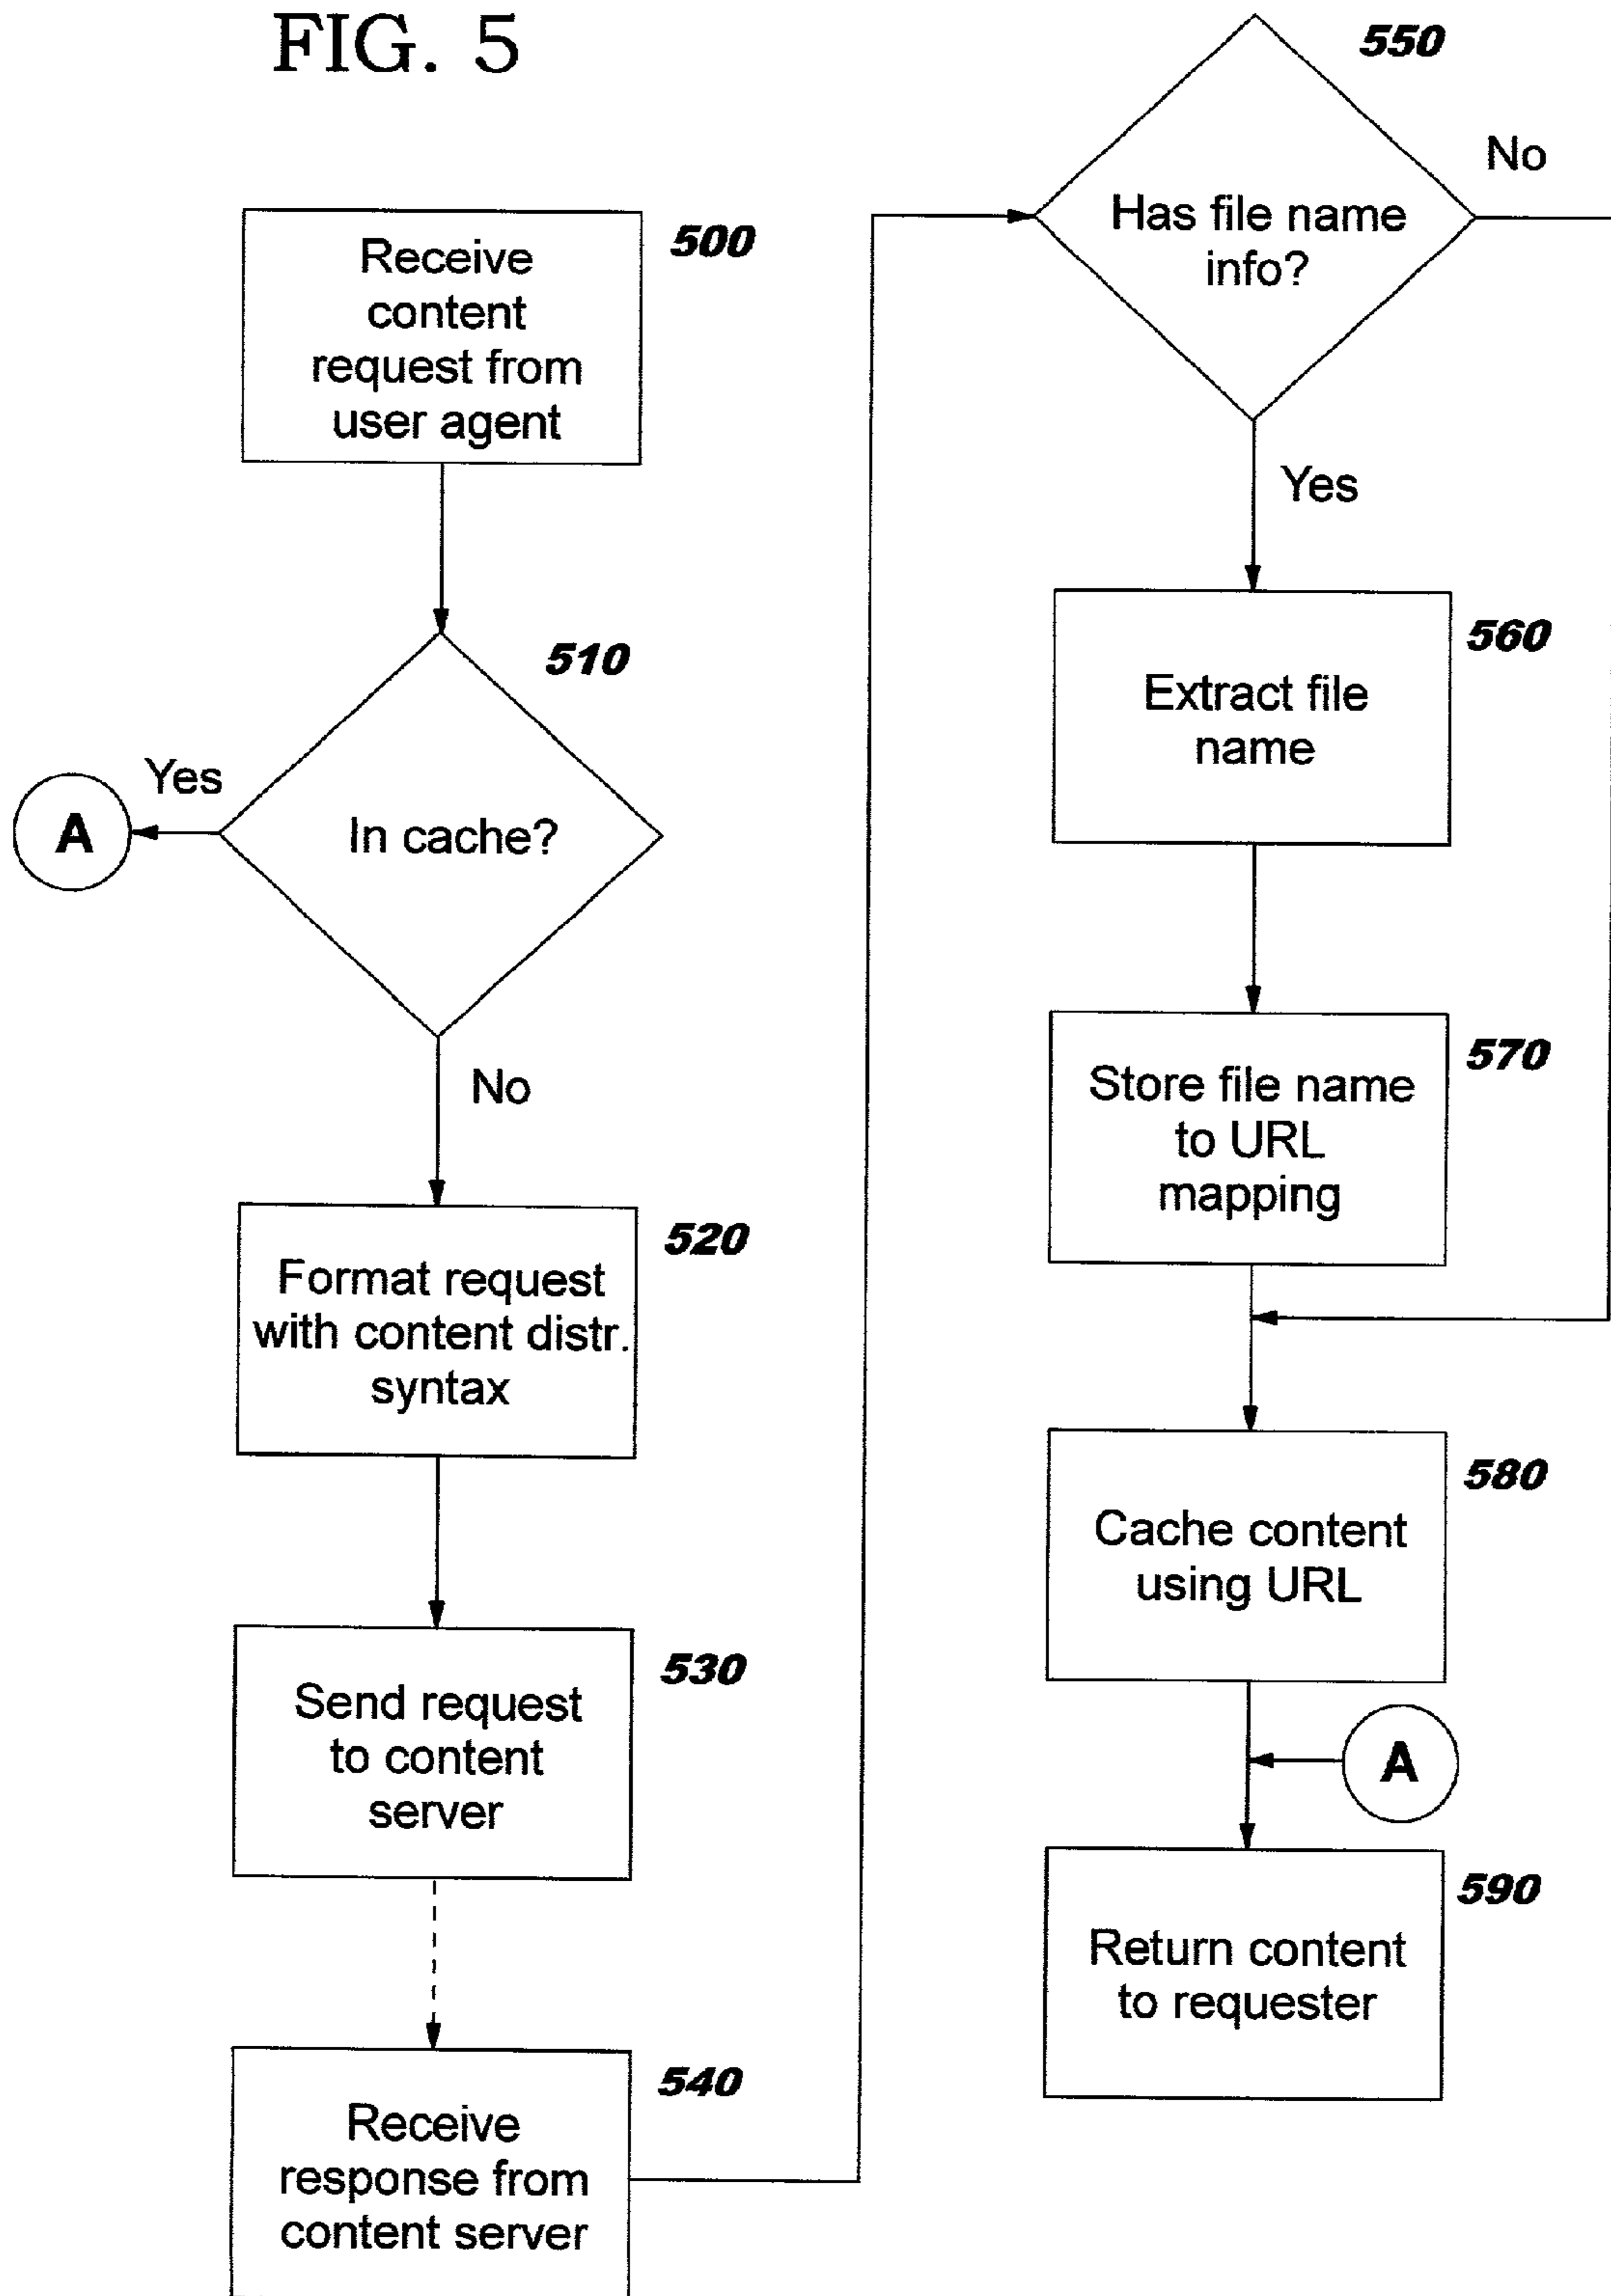 FIG. 5
Receive
content
request from
user agent
500
510
Yes
A
In cache?
No
520
Format request
with content distr.
syntax
530
Send request
to content
server
540
Receive
response from
content server
550
No
Has file name
info?
Yes
560
Extract file
name
570
Store file name
to URL
mapping
580
Cache content
using URL
A
590
Return content
to requester